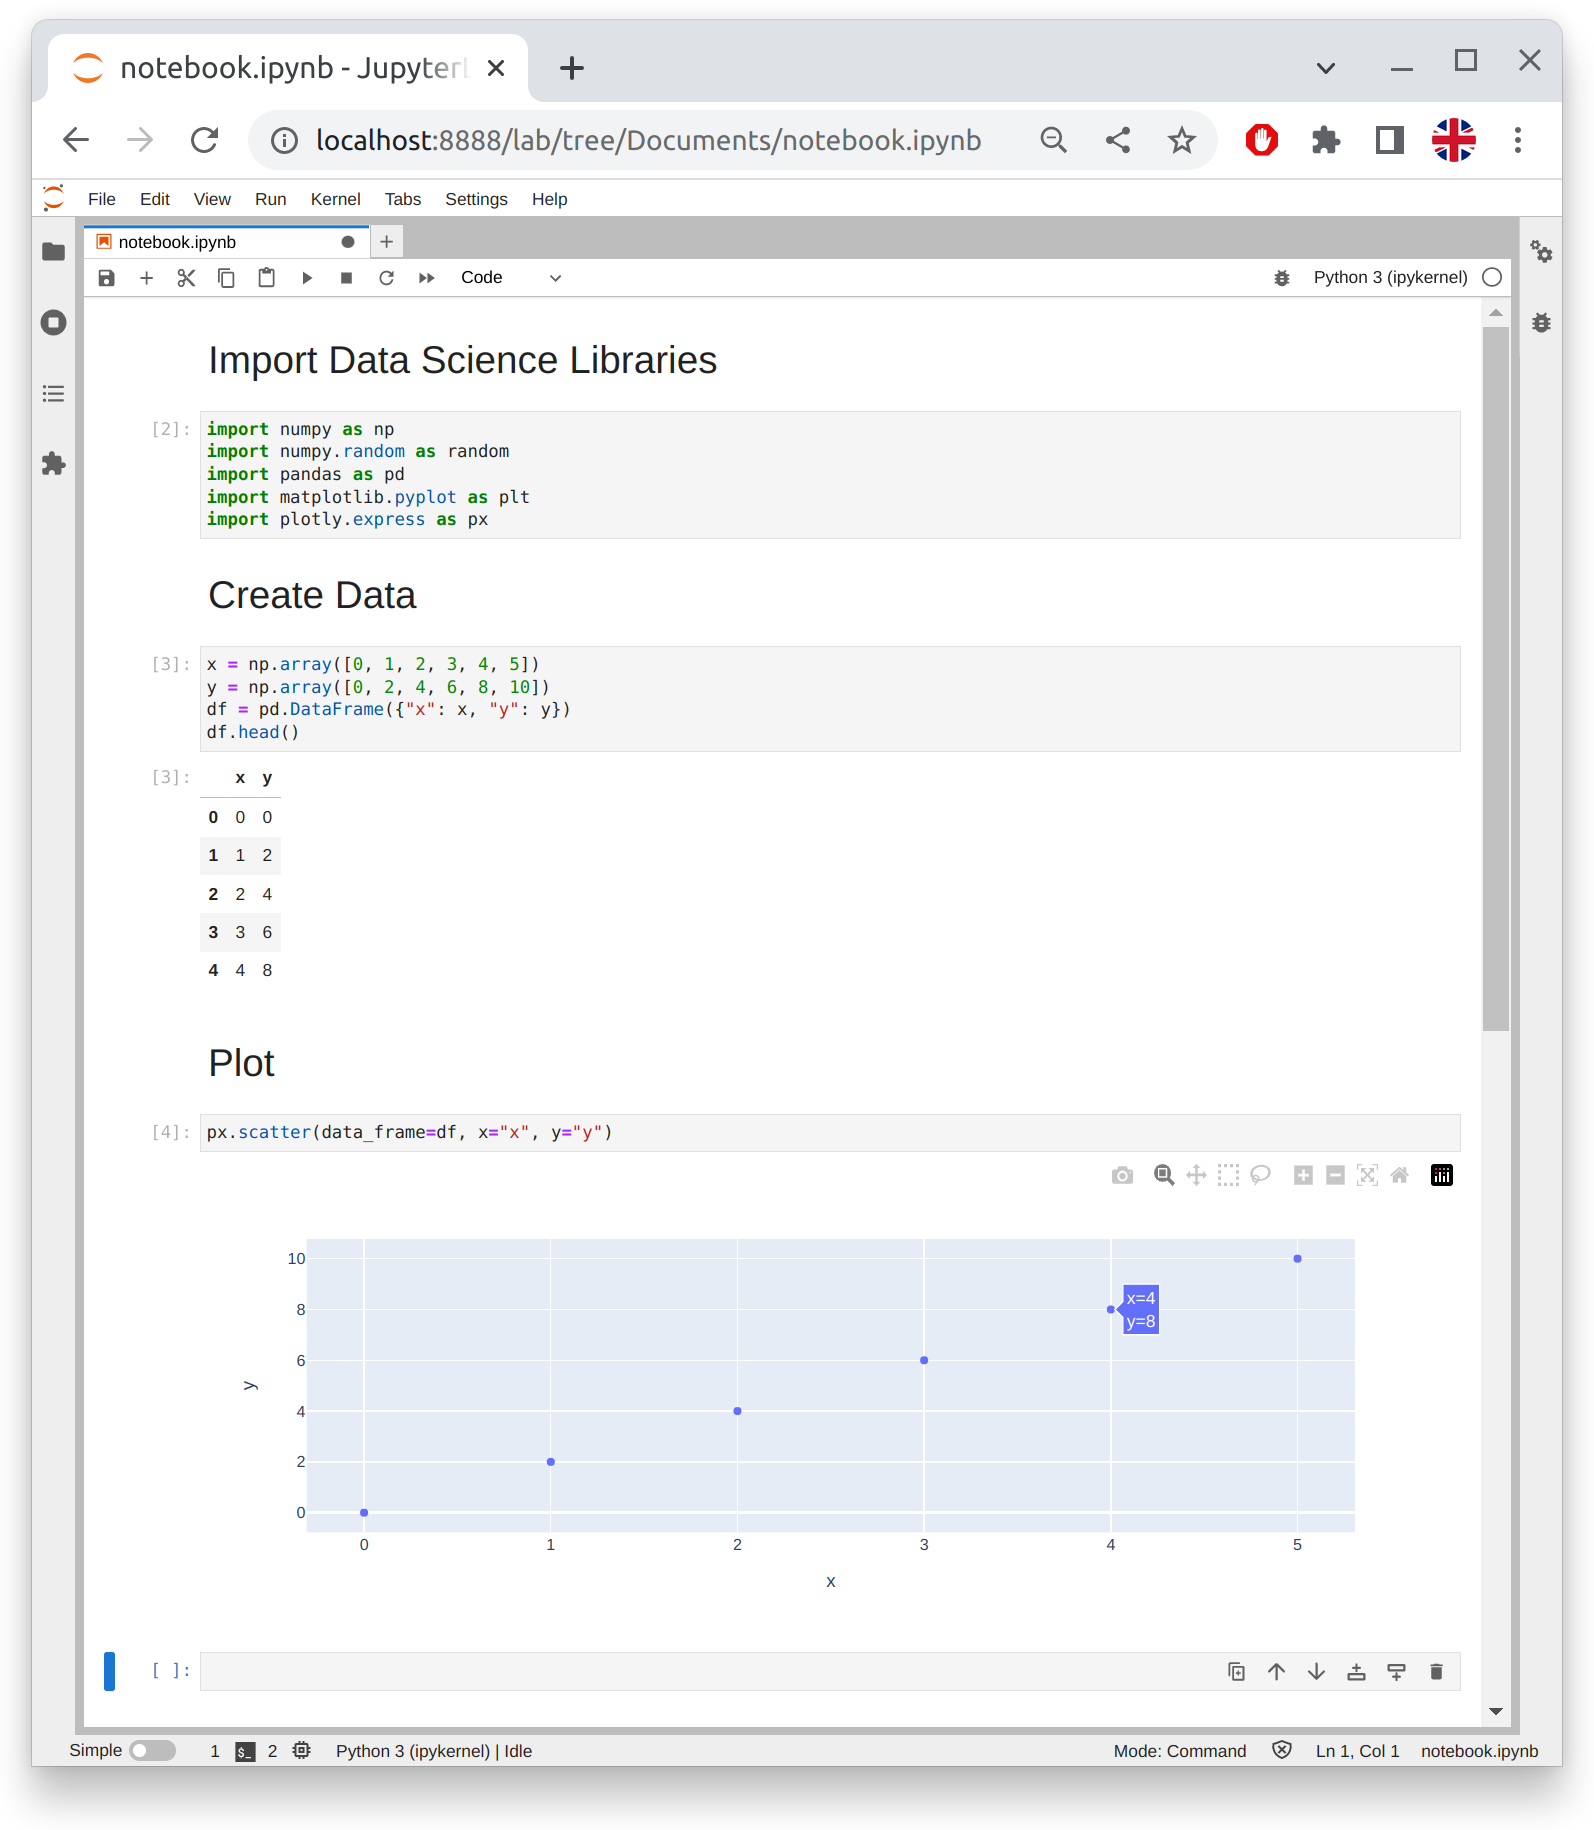 notebook.ipynb - Jupyter
localhost:8888/lab/tree/Documents/notebook.ipynb
File Edit View Run Kernel Tabs Settings Help
notebook.ipynb
Code
Python 3 (ipykernel)
Import Data Science Libraries
[2]:
import numpy as np
import numpy.random as random
import pandas as pd
import matplotlib.pyplot as plt
import plotly.express as px
Create Data
[3]:
x = np.array([0, 1, 2, 3, 4, 5])
y = np.array([0, 2, 4, 6, 8, 10])
df = pd.DataFrame({"x": x, "y": y})
df.head()
[3]:
x y
0 0 0
1 1 2
2 2 4
3 3 6
4 4 8
Plot
[4]:
px.scatter(data_frame=df, x="x", y="y")
10
8
6
4
2
0
y
x=4
y=8
0 1 2 3 4 5
x
[ ]:
Simple 1 $_ 2 Python 3 (ipykernel) | Idle Mode: Command Ln 1, Col 1 notebook.ipynb